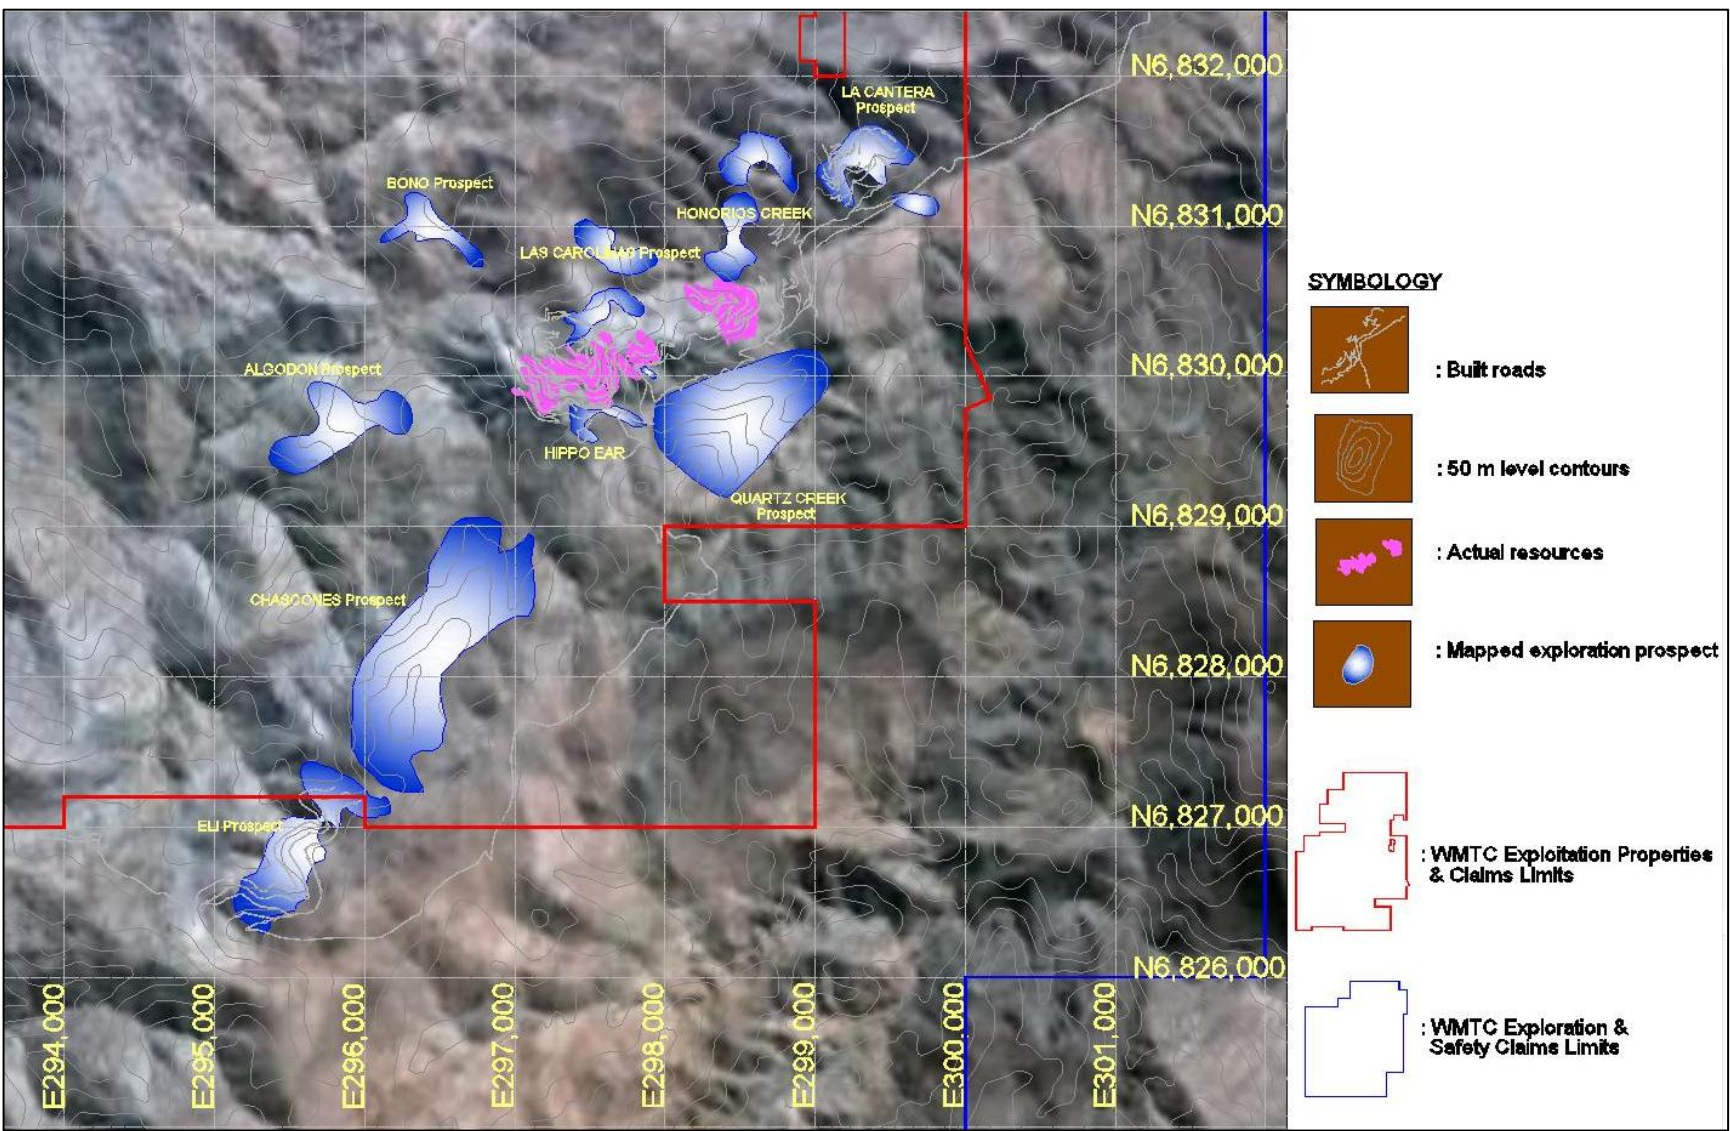 N6,832,000
LA CANTERA
Prospect
BONO Prospect
HONORIOS CREEK
N6,831,000
LAS CAROLINAS Prospect
ALGODON Prospect
N6,830,000
HIPPO EAR
QUARTZ CREEK
Prospect
N6,829,000
CHASCONES Prospect
N6,828,000
ELI Prospect
N6,827,000
N6,826,000
E294,000
E295,000
E296,000
E297,000
E298,000
E299,000
E300,000
E301,000
SYMBOLOGY
: Built roads
: 50 m level contours
: Actual resources
: Mapped exploration prospect
: WMTC Exploitation Properties
& Claims Limits
: WMTC Exploration &
Safety Claims Limits